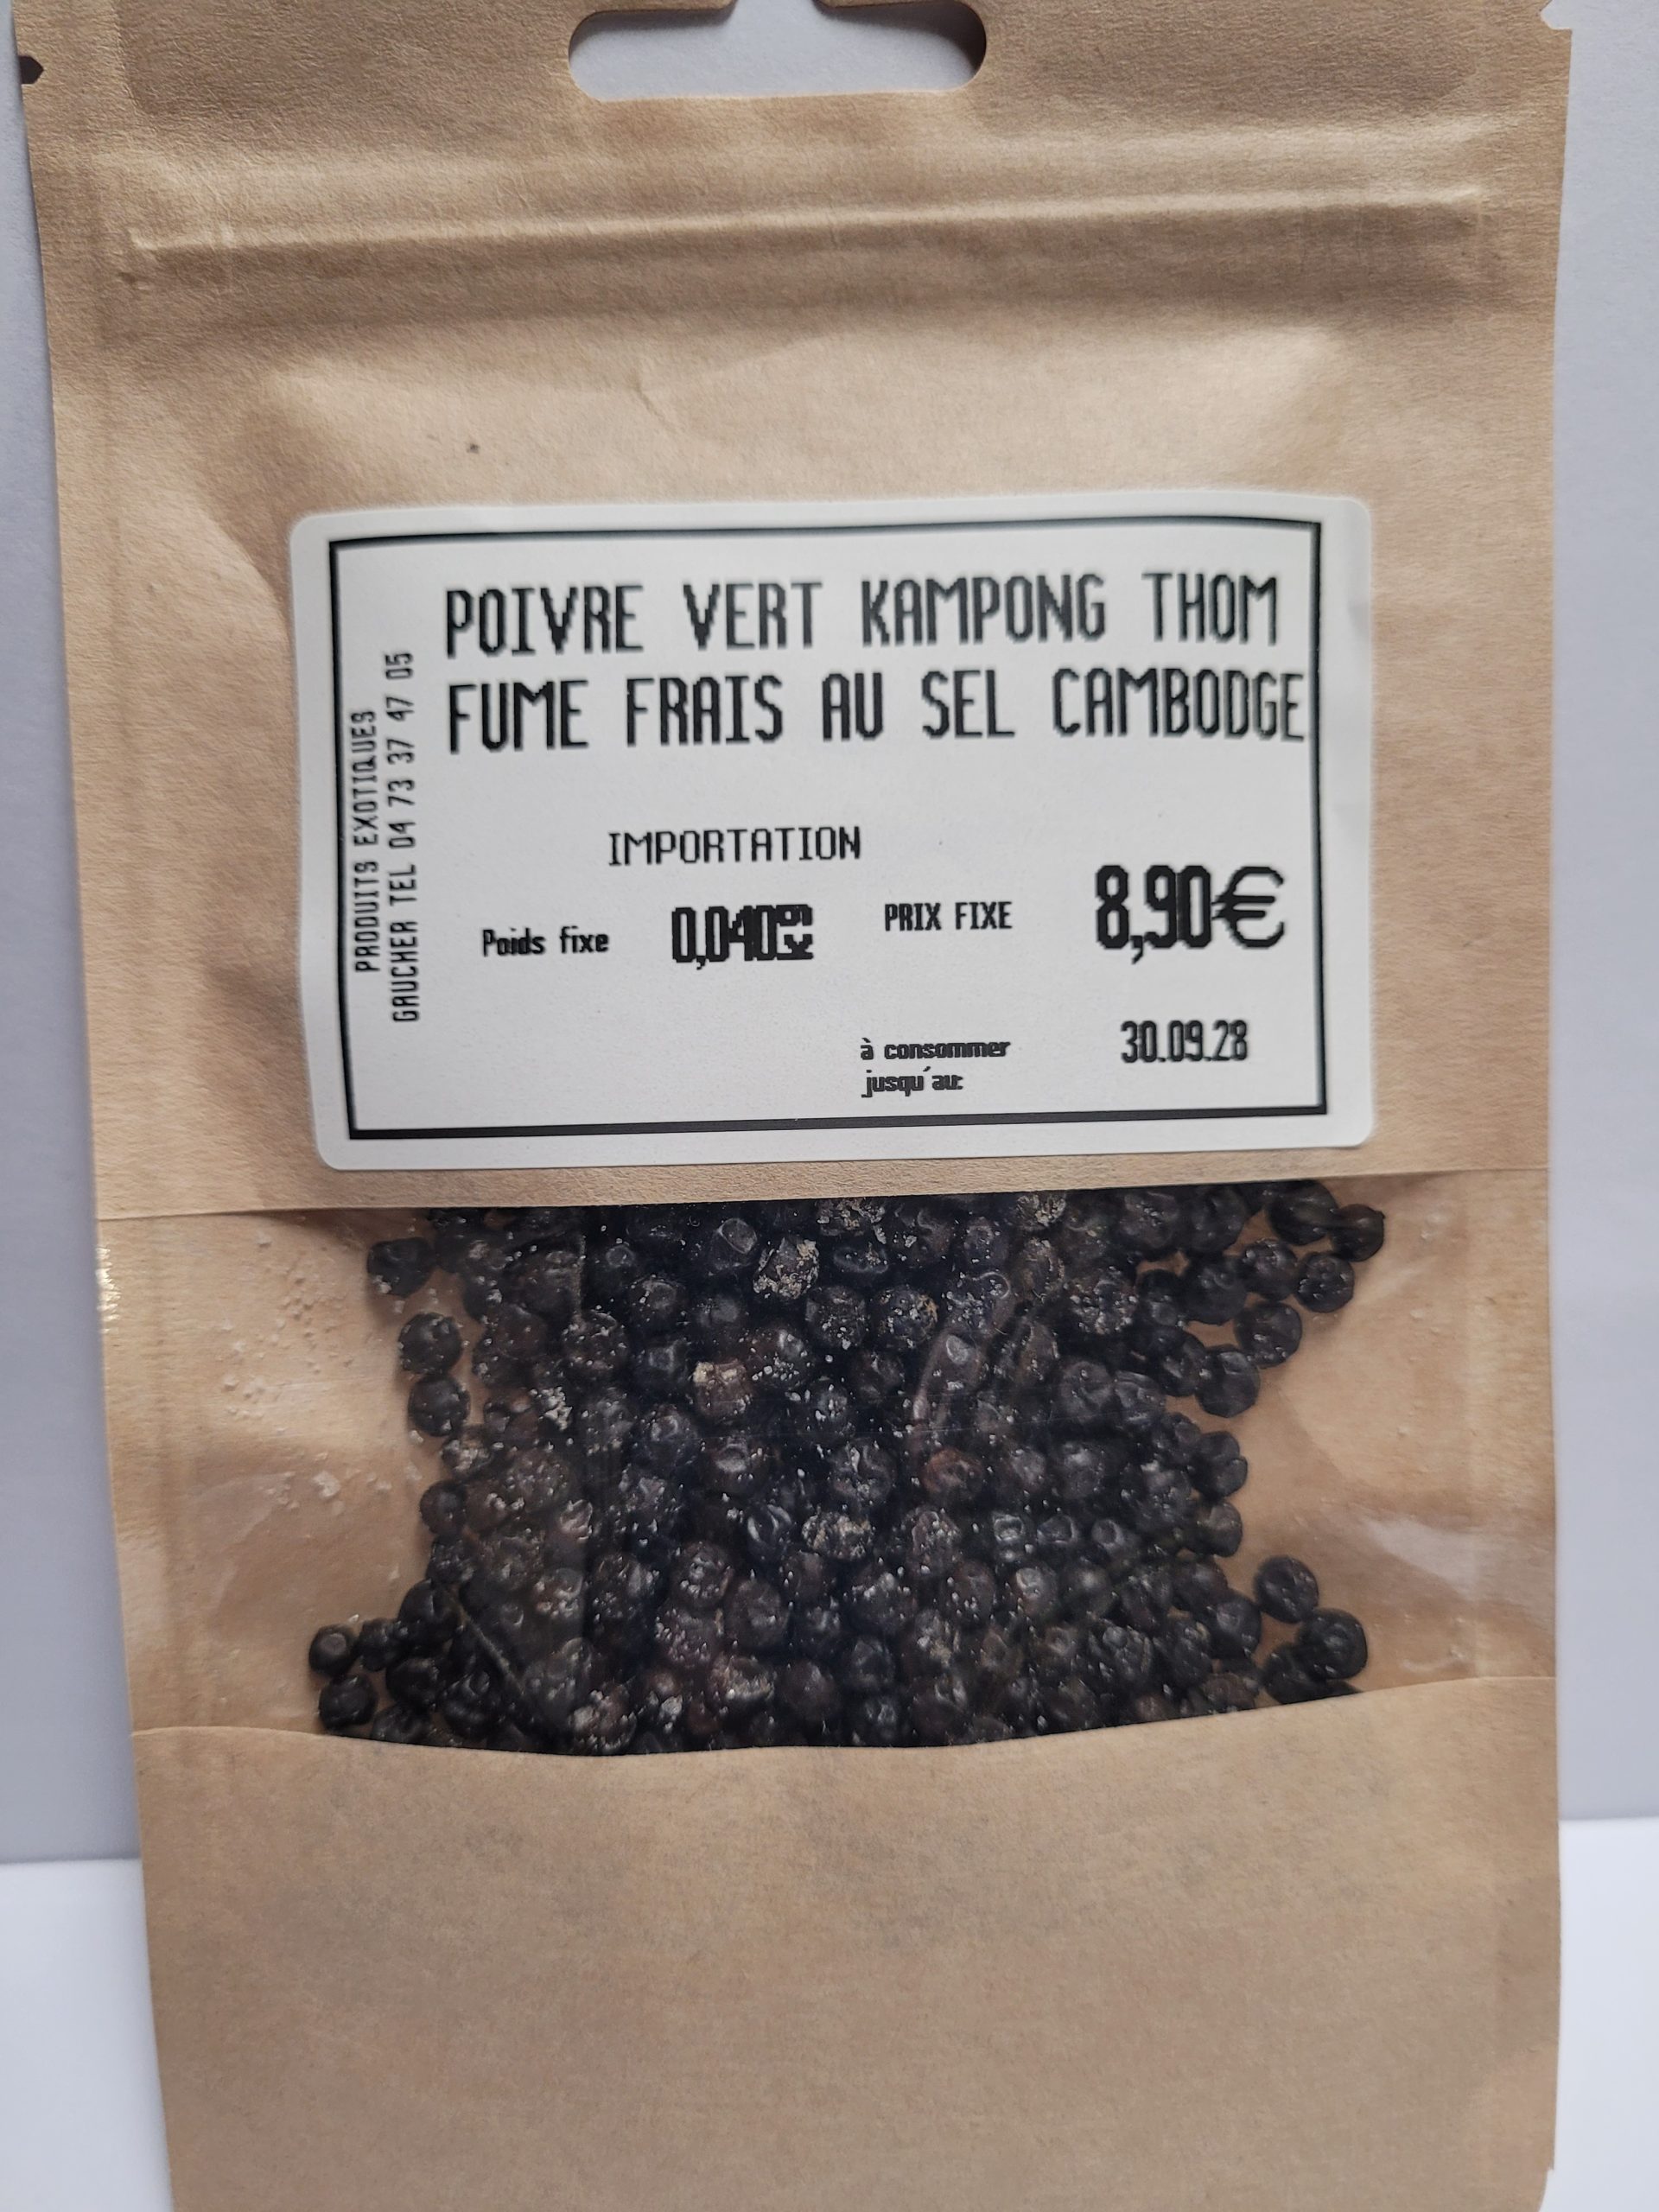 POIVRE VERT KAMPONG THOM
FUME FRAIS AU SEL CAMBODGE
PRODUITS EXOTIQUES
GAUCHER TEL 04 73 37 47 05
IMPORTATION
Poids fixe 0,040kg PRIX FIXE 8,90€
à consommer
jusqu'au: 30.09.28